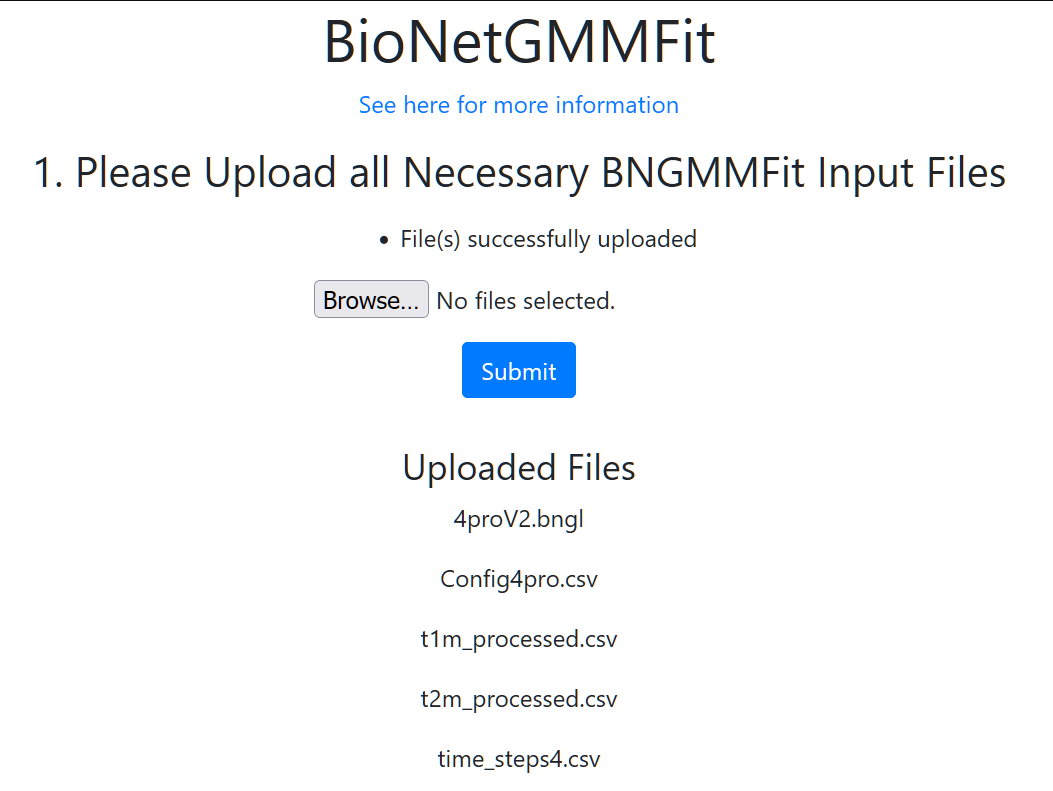 BioNetGMMFit
See here for more information
1. Please Upload all Necessary BNGMMFit Input Files
• File(s) successfully uploaded
Browse... No files selected.
Submit
Uploaded Files
4proV2.bngl
Config4pro.csv
t1m_processed.csv
t2m_processed.csv
time_steps4.csv